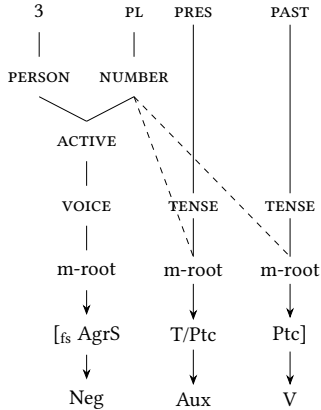 3 PL PRES PAST
PERSON NUMBER
ACTIVE
VOICE TENSE TENSE
m-root m-root m-root
[fs AgrS T/Ptc Ptc]
Neg Aux V